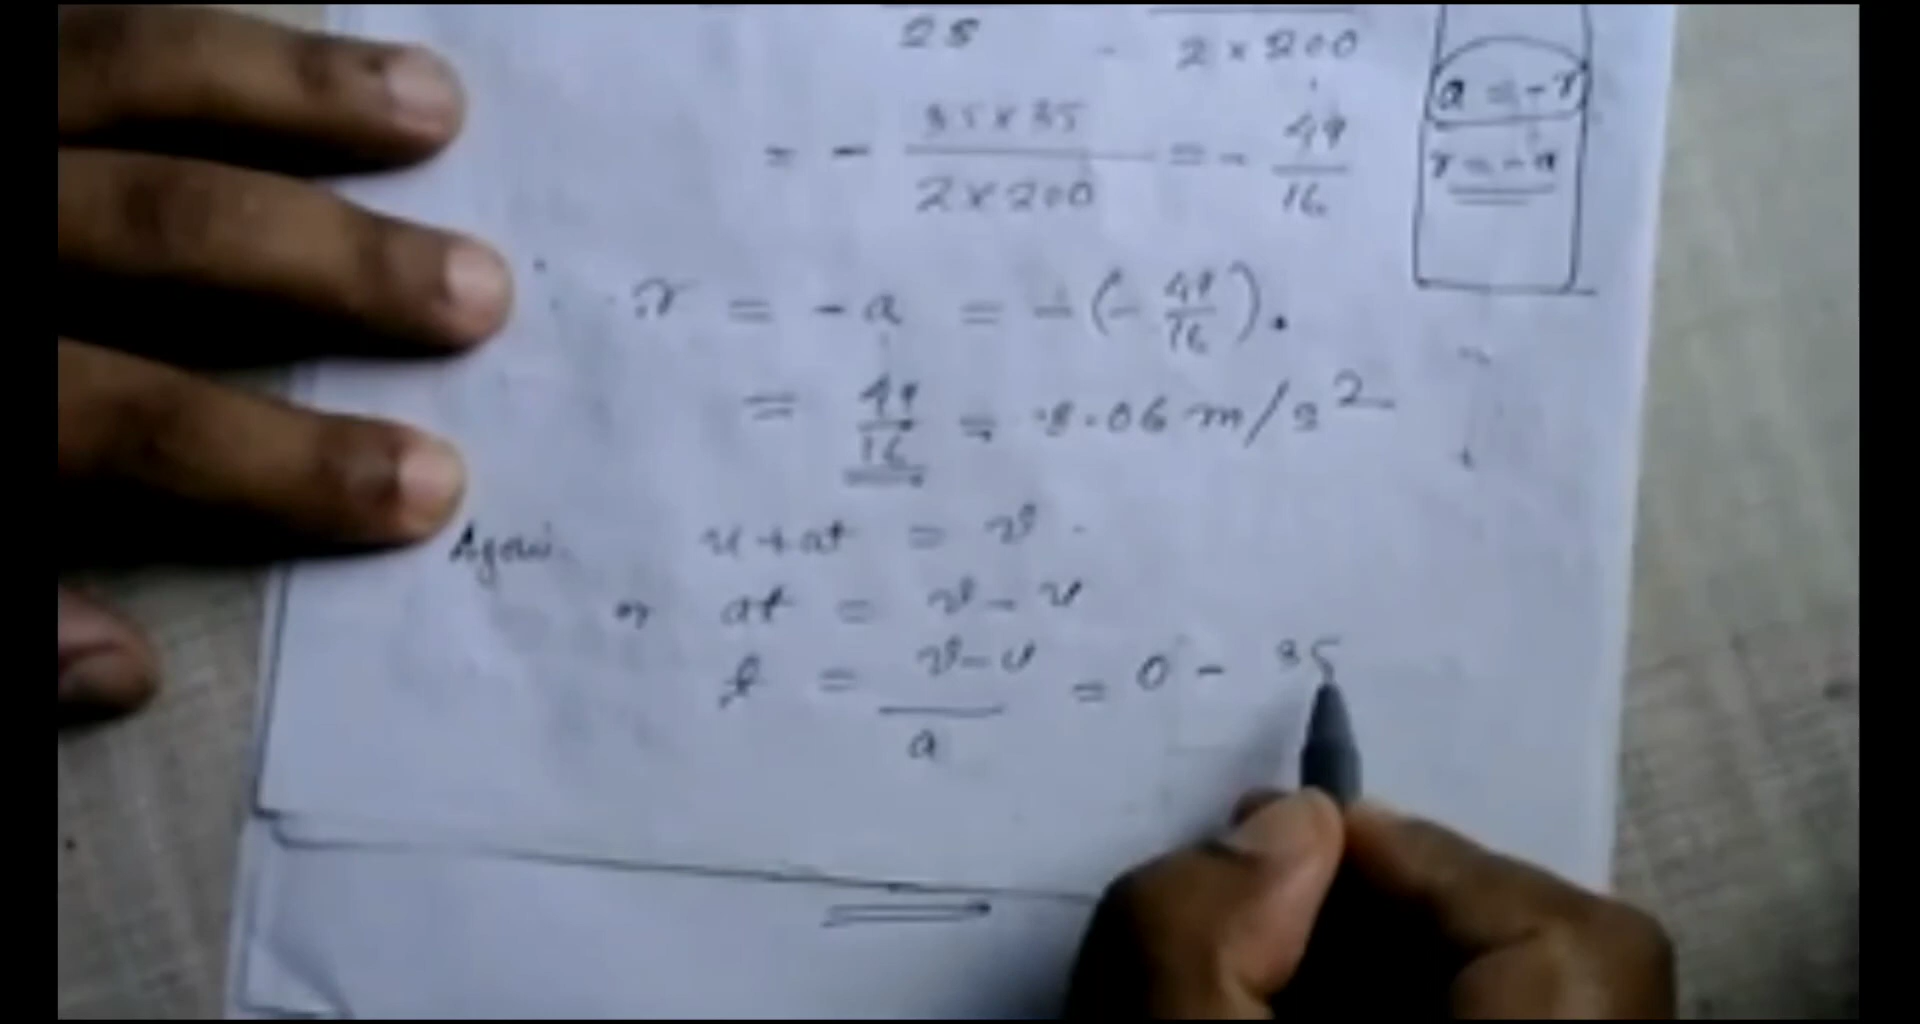 2s - 2 × 200
= - 35 × 35 / 2 × 200 = - 49 / 16
a = - r
r = - a
∴ r = - a = - (- 49/16).
= 49/16 = 3.06 m/s²
Again u + at = v
or at = v - u
t = v - u / a = 0 - 35